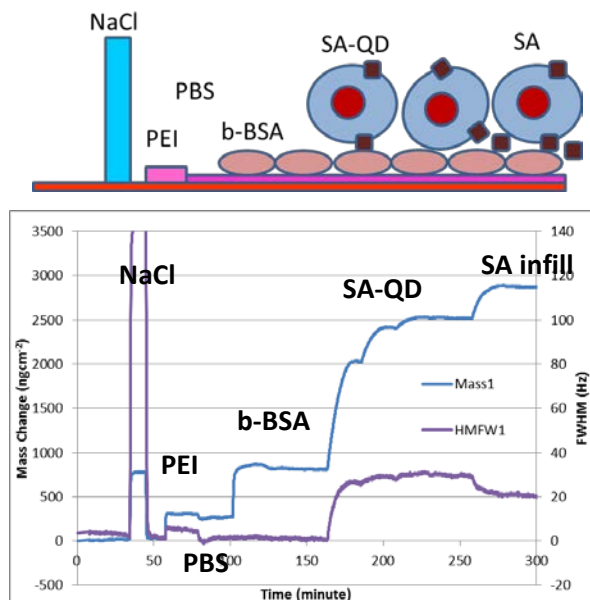 NaCl
SA-QD
SA
PBS
PEI
b-BSA
3500
3000
2500
2000
1500
1000
500
0
-500
Mass Change (ngcm⁻²)
140
120
100
80
60
40
20
0
-20
FWHM (Hz)
NaCl
SA infill
SA-QD
Mass1
HMFW1
b-BSA
PEI
PBS
0 50 100 150 200 250 300
Time (minute)